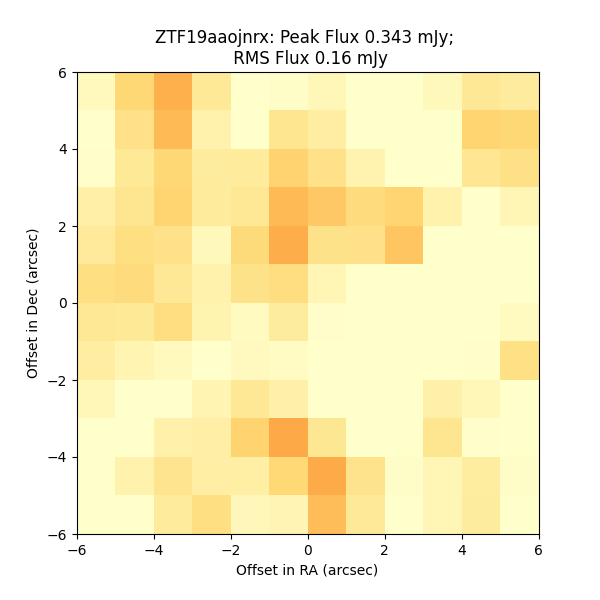 ZTF19aaojnrx: Peak Flux 0.343 mJy;
RMS Flux 0.16 mJy
6
4
2
0
−2
−4
−6
Offset in Dec (arcsec)
−6 −4 −2 0 2 4 6
Offset in RA (arcsec)